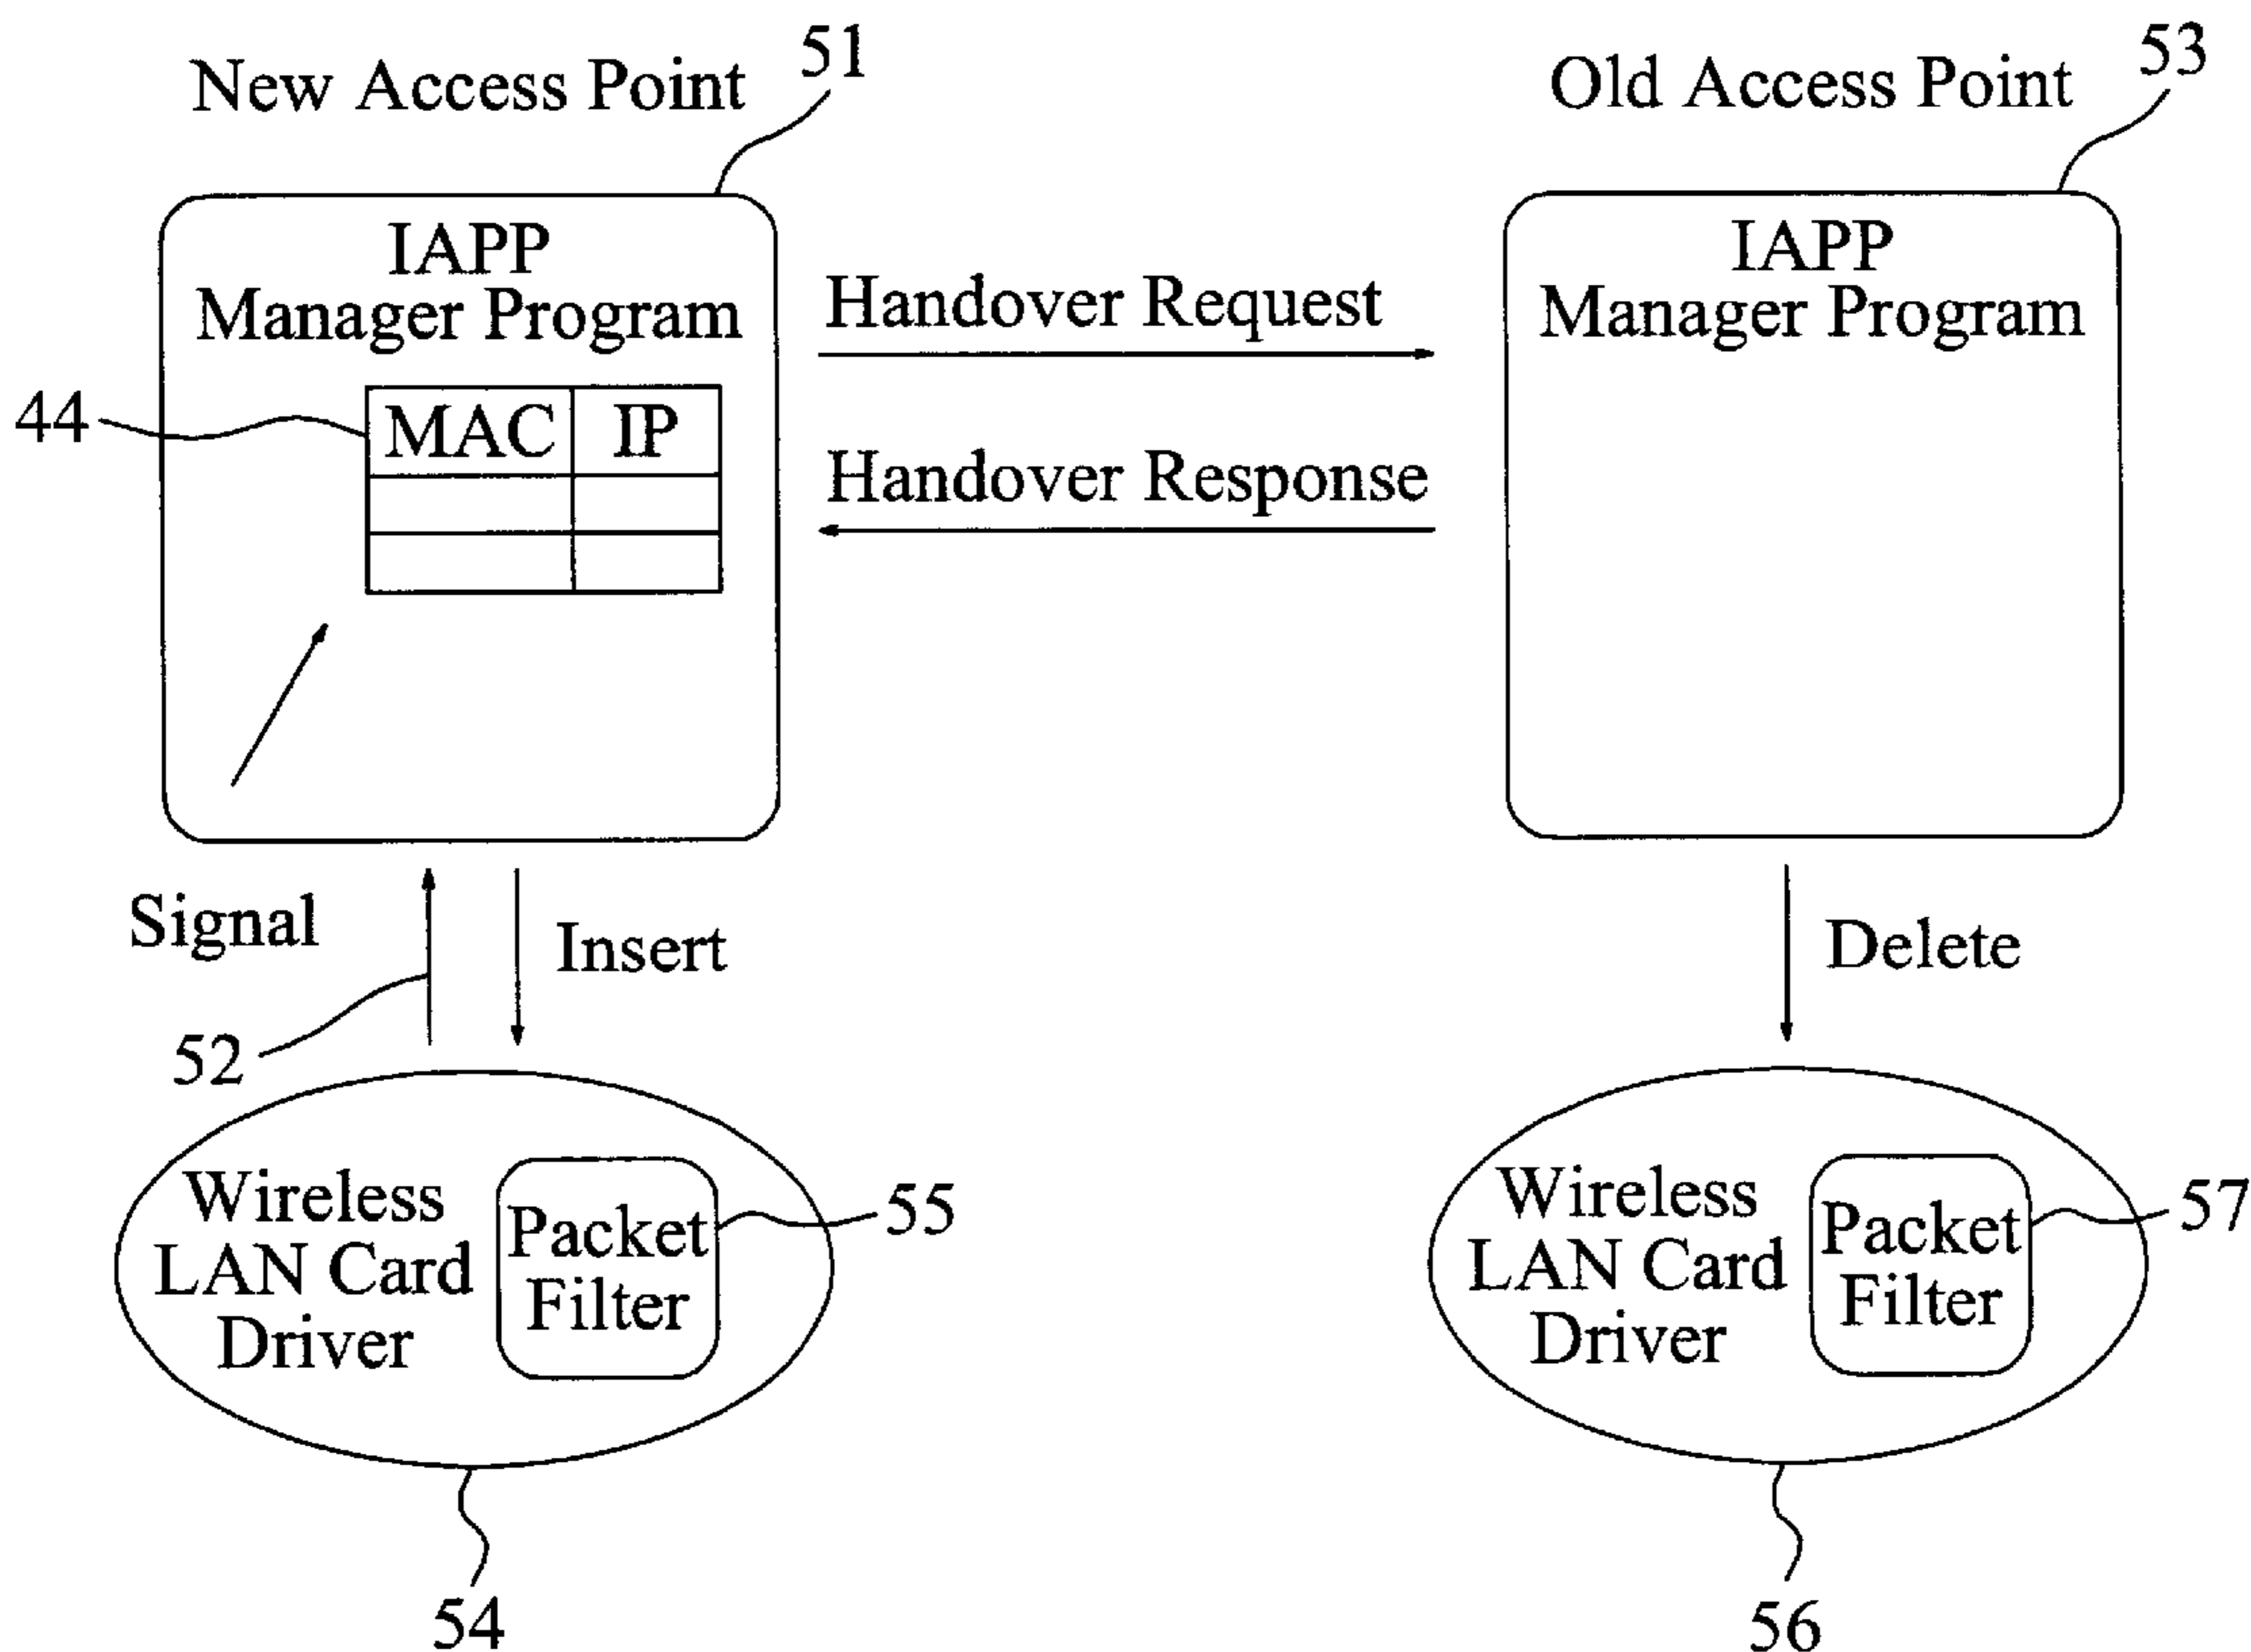 New Access Point
51
Old Access Point
53
IAPP
Manager Program
44
MAC
IP
Handover Request
Handover Response
IAPP
Manager Program
Signal
Insert
52
Delete
Wireless
LAN Card
Driver
Packet
Filter
55
54
Wireless
LAN Card
Driver
Packet
Filter
57
56